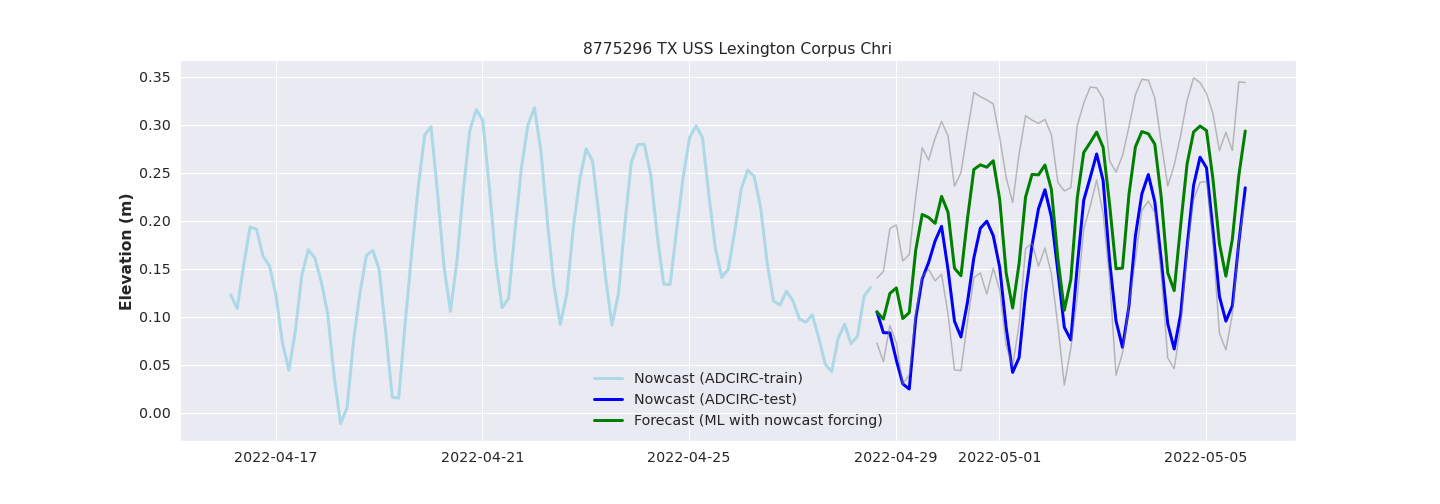 8775296 TX USS Lexington Corpus Chri
Elevation (m)
0.35
0.30
0.25
0.20
0.15
0.10
0.05
0.00
Nowcast (ADCIRC-train)
Nowcast (ADCIRC-test)
Forecast (ML with nowcast forcing)
2022-04-17
2022-04-21
2022-04-25
2022-04-29
2022-05-01
2022-05-05